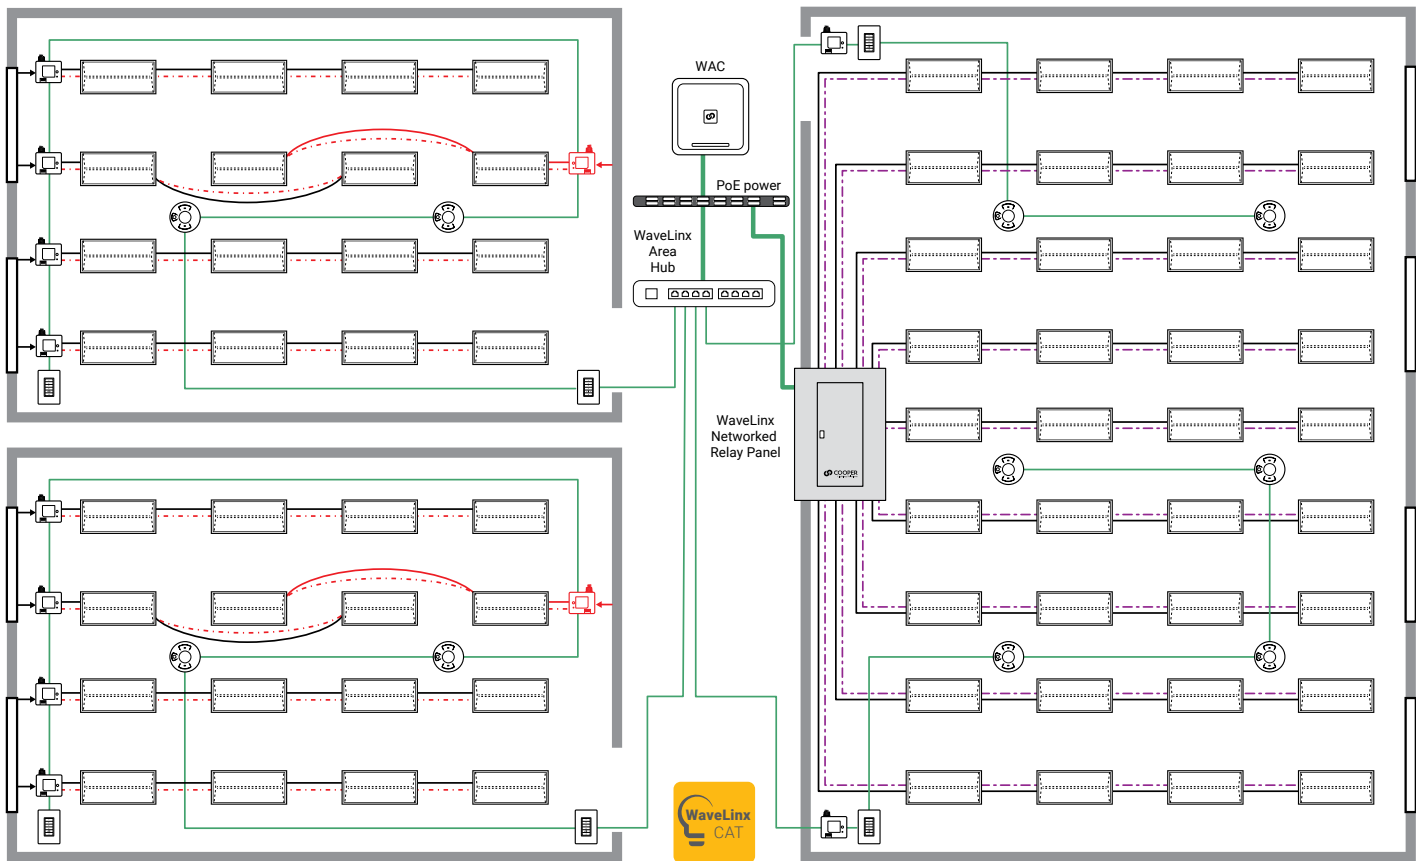 WAC
PoE power
WaveLinx
Area
Hub
WaveLinx
Networked
Relay Panel
COOPER
WaveLinx
CAT